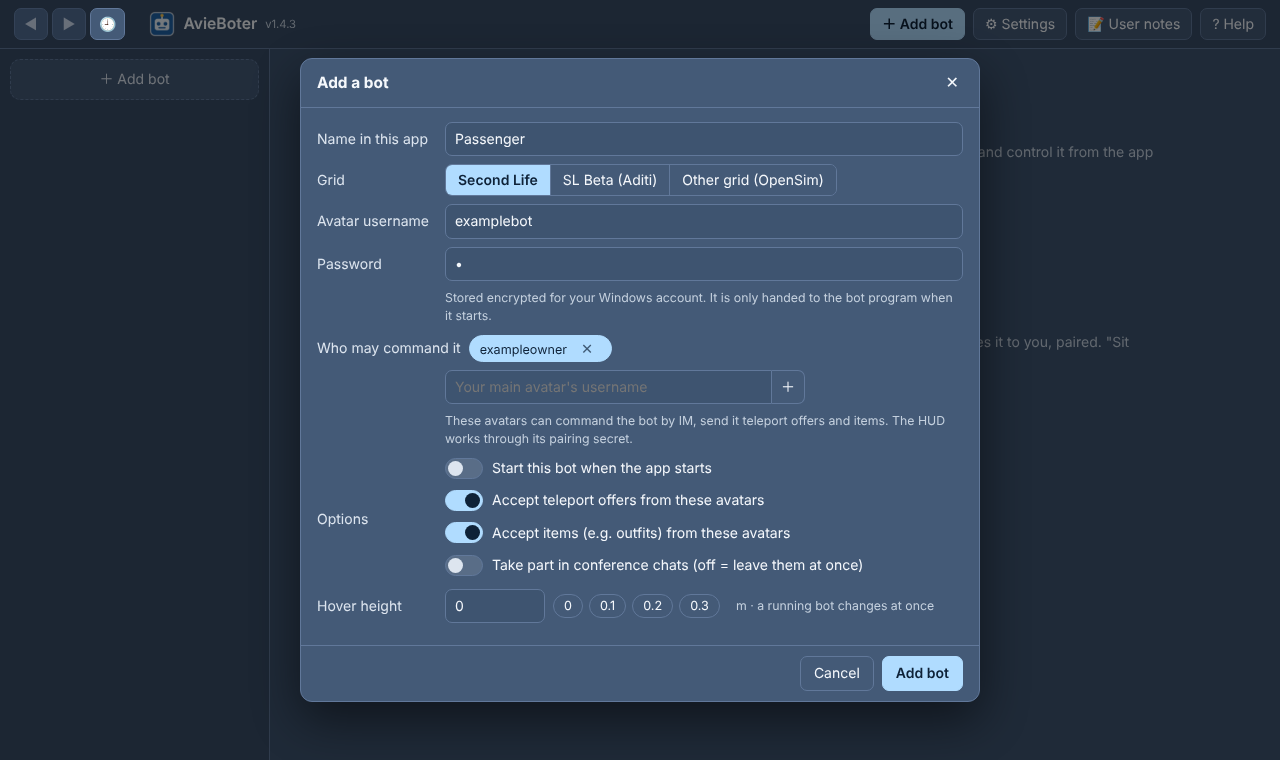 AvieBoter v1.4.3
+ Add bot
⚙ Settings
User notes
? Help
+ Add bot
Add a bot
✕
and control it from the app
Name in this app
Passenger
Grid
Second Life
SL Beta (Aditi)
Other grid (OpenSim)
Avatar username
examplebot
Password
•
Stored encrypted for your Windows account. It is only handed to the bot program when
it starts.
Who may command it
exampleowner ✕
es it to you, paired. "Sit
Your main avatar's username
+
These avatars can command the bot by IM, send it teleport offers and items. The HUD
works through its pairing secret.
Start this bot when the app starts
Accept teleport offers from these avatars
Options
Accept items (e.g. outfits) from these avatars
Take part in conference chats (off = leave them at once)
Hover height
0
0
0.1
0.2
0.3
m · a running bot changes at once
Cancel
Add bot